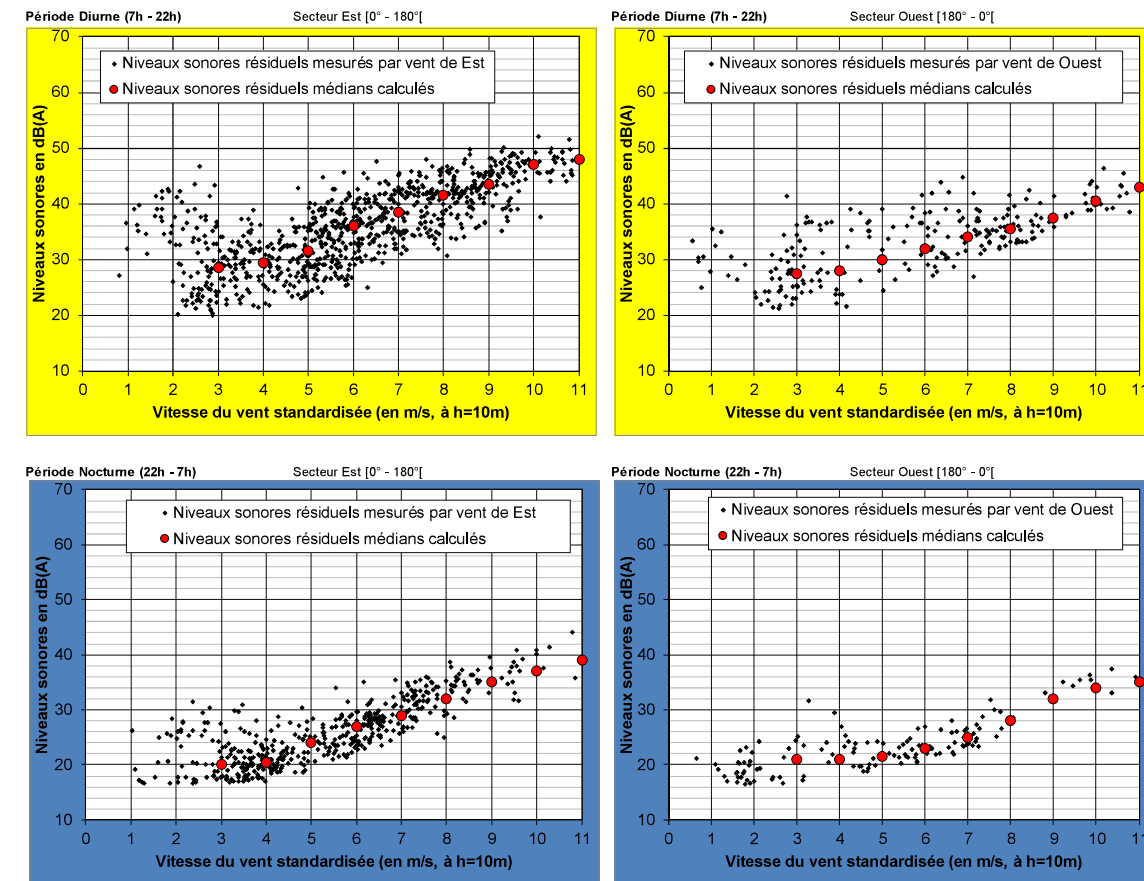 Période Diurne (7h - 22h) Secteur Est [0° - 180°[
70
60
50
40
30
20
10
0 1 2 3 4 5 6 7 8 9 10 11
Niveaux sonores en dB(A)
Vitesse du vent standardisée (en m/s, à h=10m)
Niveaux sonores résiduels mesurés par vent de Est
Niveaux sonores résiduels médians calculés
Période Diurne (7h - 22h) Secteur Ouest [180° - 0°[
70
60
50
40
30
20
10
0 1 2 3 4 5 6 7 8 9 10 11
Niveaux sonores en dB(A)
Vitesse du vent standardisée (en m/s, à h=10m)
Niveaux sonores résiduels mesurés par vent de Ouest
Niveaux sonores résiduels médians calculés
Période Nocturne (22h - 7h) Secteur Est [0° - 180°[
70
60
50
40
30
20
10
0 1 2 3 4 5 6 7 8 9 10 11
Niveaux sonores en dB(A)
Vitesse du vent standardisée (en m/s, à h=10m)
Niveaux sonores résiduels mesurés par vent de Est
Niveaux sonores résiduels médians calculés
Période Nocturne (22h - 7h) Secteur Ouest [180° - 0°[
70
60
50
40
30
20
10
0 1 2 3 4 5 6 7 8 9 10 11
Niveaux sonores en dB(A)
Vitesse du vent standardisée (en m/s, à h=10m)
Niveaux sonores résiduels mesurés par vent de Ouest
Niveaux sonores résiduels médians calculés